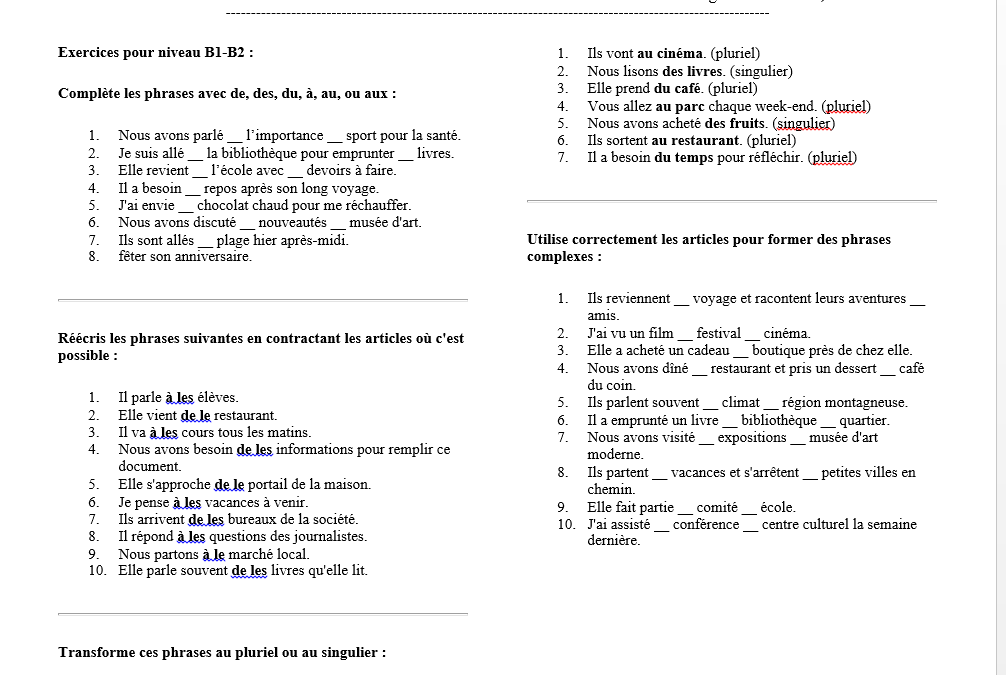 Exercices pour niveau B1-B2 :
Complète les phrases avec de, des, du, à, au, ou aux :
1. Nous avons parlé __ l’importance __ sport pour la santé.
2. Je suis allé __ la bibliothèque pour emprunter __ livres.
3. Elle revient __ l’école avec __ devoirs à faire.
4. Il a besoin __ repos après son long voyage.
5. J'ai envie __ chocolat chaud pour me réchauffer.
6. Nous avons discuté __ nouveautés __ musée d'art.
7. Ils sont allés __ plage hier après-midi.
8. fêter son anniversaire.
Réécris les phrases suivantes en contractant les articles où c'est
possible :
1. Il parle à les élèves.
2. Elle vient de le restaurant.
3. Il va à les cours tous les matins.
4. Nous avons besoin de les informations pour remplir ce
document.
5. Elle s'approche de le portail de la maison.
6. Je pense à les vacances à venir.
7. Ils arrivent de les bureaux de la société.
8. Il répond à les questions des journalistes.
9. Nous partons à le marché local.
10. Elle parle souvent de les livres qu'elle lit.
Transforme ces phrases au pluriel ou au singulier :
1. Ils vont au cinéma. (pluriel)
2. Nous lisons des livres. (singulier)
3. Elle prend du café. (pluriel)
4. Vous allez au parc chaque week-end. (pluriel)
5. Nous avons acheté des fruits. (singulier)
6. Ils sortent au restaurant. (pluriel)
7. Il a besoin du temps pour réfléchir. (pluriel)
Utilise correctement les articles pour former des phrases
complexes :
1. Ils reviennent __ voyage et racontent leurs aventures __
amis.
2. J'ai vu un film __ festival __ cinéma.
3. Elle a acheté un cadeau __ boutique près de chez elle.
4. Nous avons dîné __ restaurant et pris un dessert __ café
du coin.
5. Ils parlent souvent __ climat __ région montagneuse.
6. Il a emprunté un livre __ bibliothèque __ quartier.
7. Nous avons visité __ expositions __ musée d'art
moderne.
8. Ils partent __ vacances et s'arrêtent __ petites villes en
chemin.
9. Elle fait partie __ comité __ école.
10. J'ai assisté __ conférence __ centre culturel la semaine
dernière.